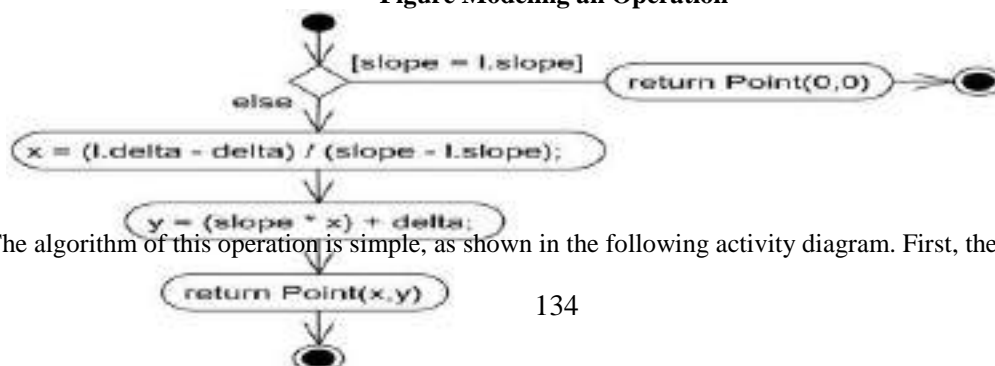 Figure Modeling an Operation
[slope = l.slope]
return Point(0,0)
else
x = (l.delta - delta) / (slope - l.slope);
y = (slope * x) + delta;
The algorithm of this operation is simple, as shown in the following activity diagram. First, the
return Point(x,y)
134